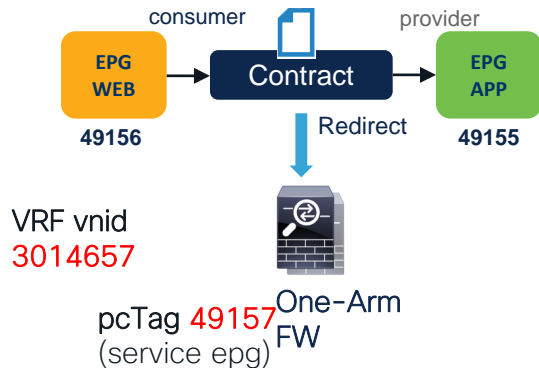 consumer
provider
EPG
WEB
Contract
EPG
APP
49156
Redirect
49155
VRF vnid
3014657
pcTag 49157
(service epg)
One-Arm
FW